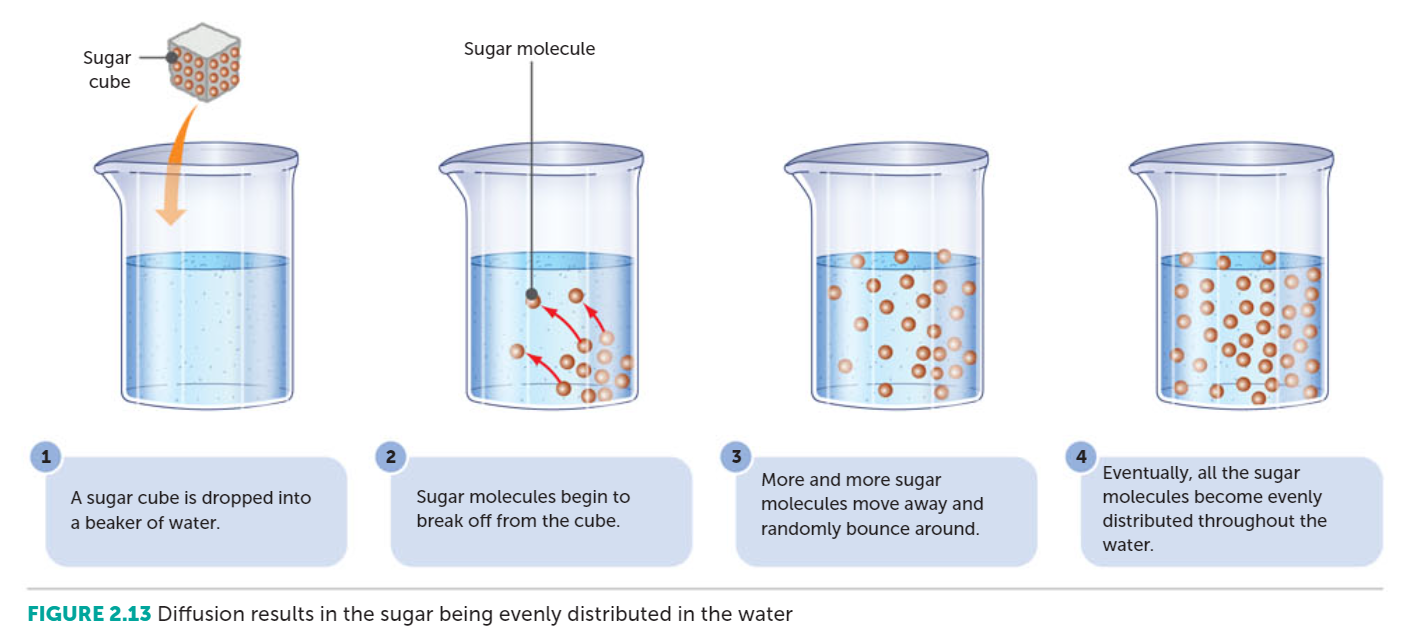 Sugar
cube
Sugar molecule
1
A sugar cube is dropped into
a beaker of water.
2
Sugar molecules begin to
break off from the cube.
3
More and more sugar
molecules move away and
randomly bounce around.
4
Eventually, all the sugar
molecules become evenly
distributed throughout the
water.
FIGURE 2.13 Diffusion results in the sugar being evenly distributed in the water